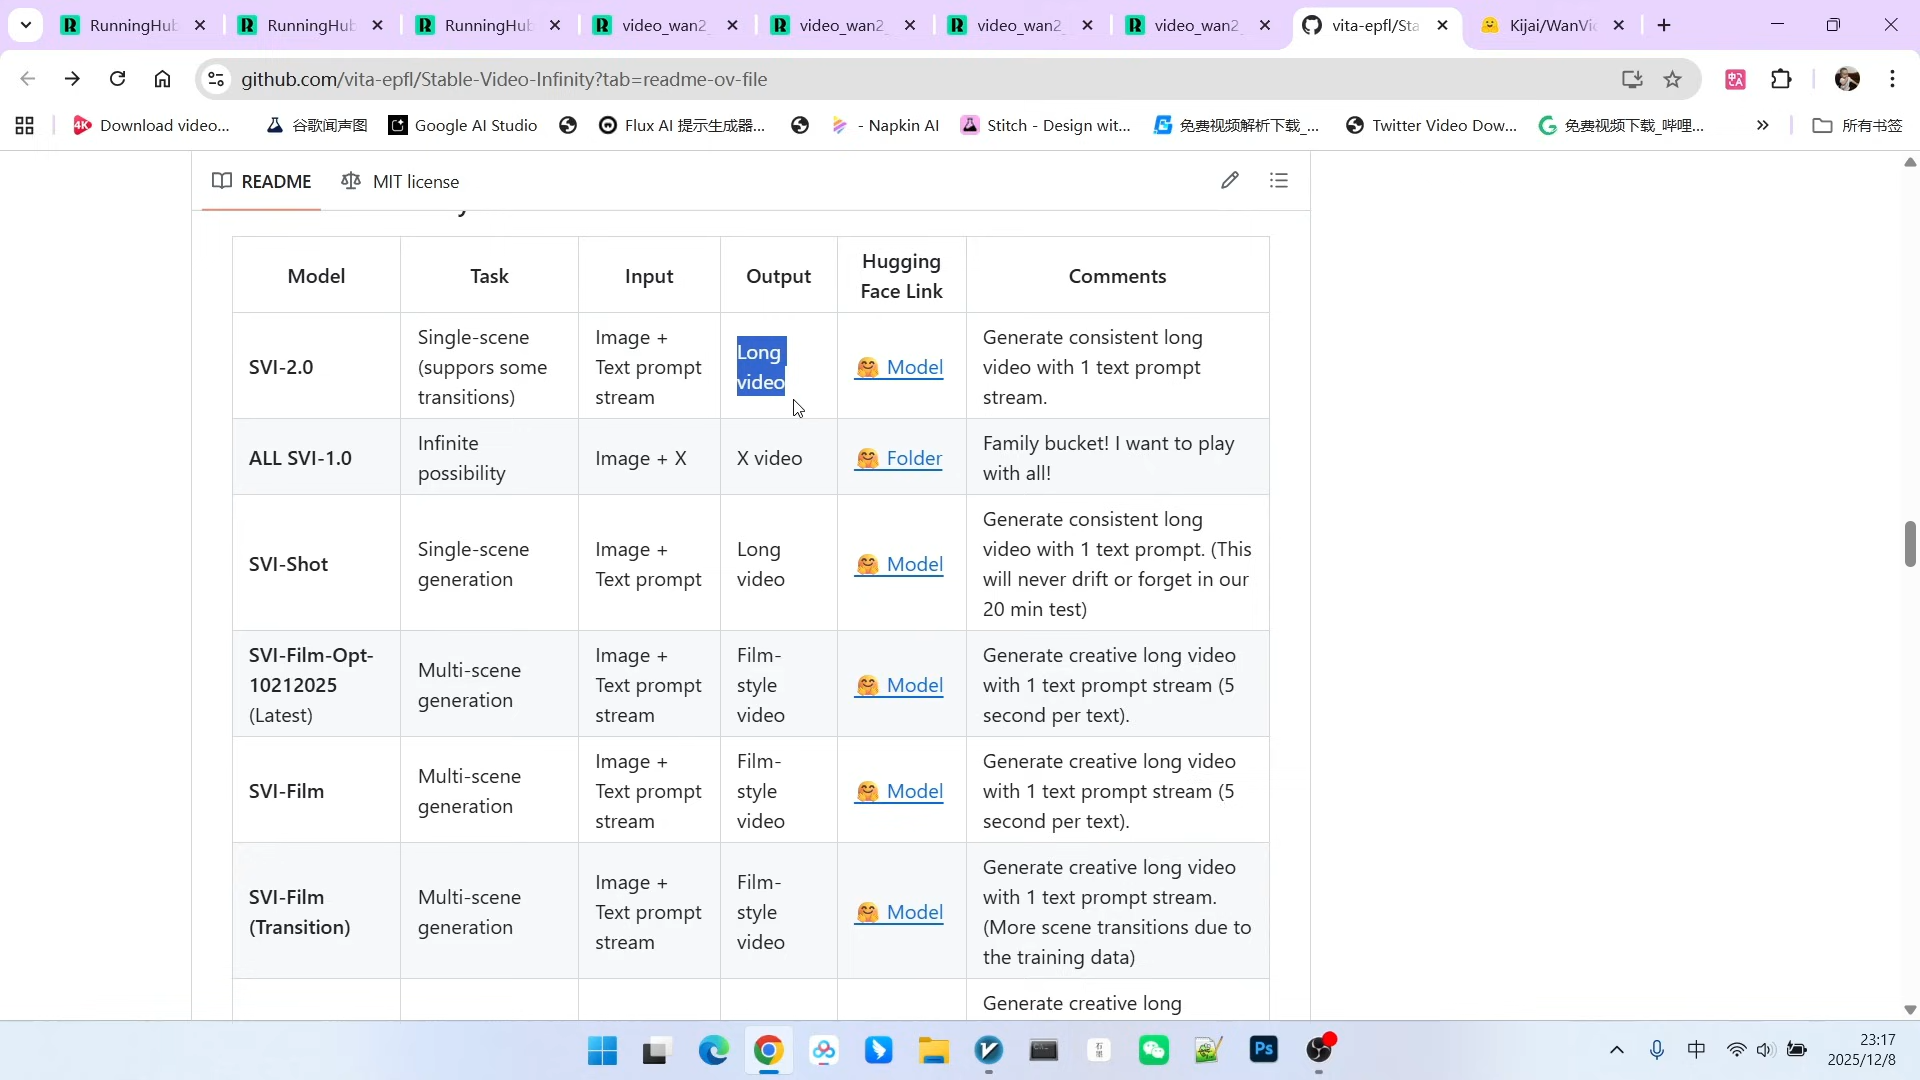 RunningHub
RunningHub
RunningHub
video_wan2_
video_wan2_
video_wan2_
video_wan2_
vita-epfl/Sta
Kijai/WanVid
github.com/vita-epfl/Stable-Video-Infinity?tab=readme-ov-file
Download video...
谷歌闻声图
Google AI Studio
Flux AI 提示生成器...
- Napkin AI
Stitch - Design wit...
免费视频解析下载_...
Twitter Video Dow...
免费视频下载_哔哩...
所有书签
README
MIT license
Model
Task
Input
Output
Hugging
Face Link
Comments
SVI-2.0
Single-scene
(suppors some
transitions)
Image +
Text prompt
stream
Long
video
Model
Generate consistent long
video with 1 text prompt
stream.
ALL SVI-1.0
Infinite
possibility
Image + X
X video
Folder
Family bucket! I want to play
with all!
SVI-Shot
Single-scene
generation
Image +
Text prompt
Long
video
Model
Generate consistent long
video with 1 text prompt. (This
will never drift or forget in our
20 min test)
SVI-Film-Opt-
10212025
(Latest)
Multi-scene
generation
Image +
Text prompt
stream
Film-
style
video
Model
Generate creative long video
with 1 text prompt stream (5
second per text).
SVI-Film
Multi-scene
generation
Image +
Text prompt
stream
Film-
style
video
Model
Generate creative long video
with 1 text prompt stream (5
second per text).
SVI-Film
(Transition)
Multi-scene
generation
Image +
Text prompt
stream
Film-
style
video
Model
Generate creative long video
with 1 text prompt stream.
(More scene transitions due to
the training data)
Generate creative long
Ps
中
23:17
2025/12/8